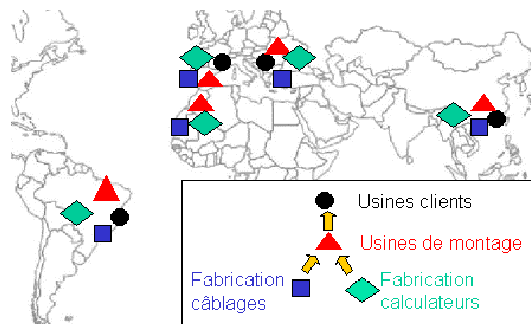 Usines clients
Usines de montage
Fabrication
câblages
Fabrication
calculateurs